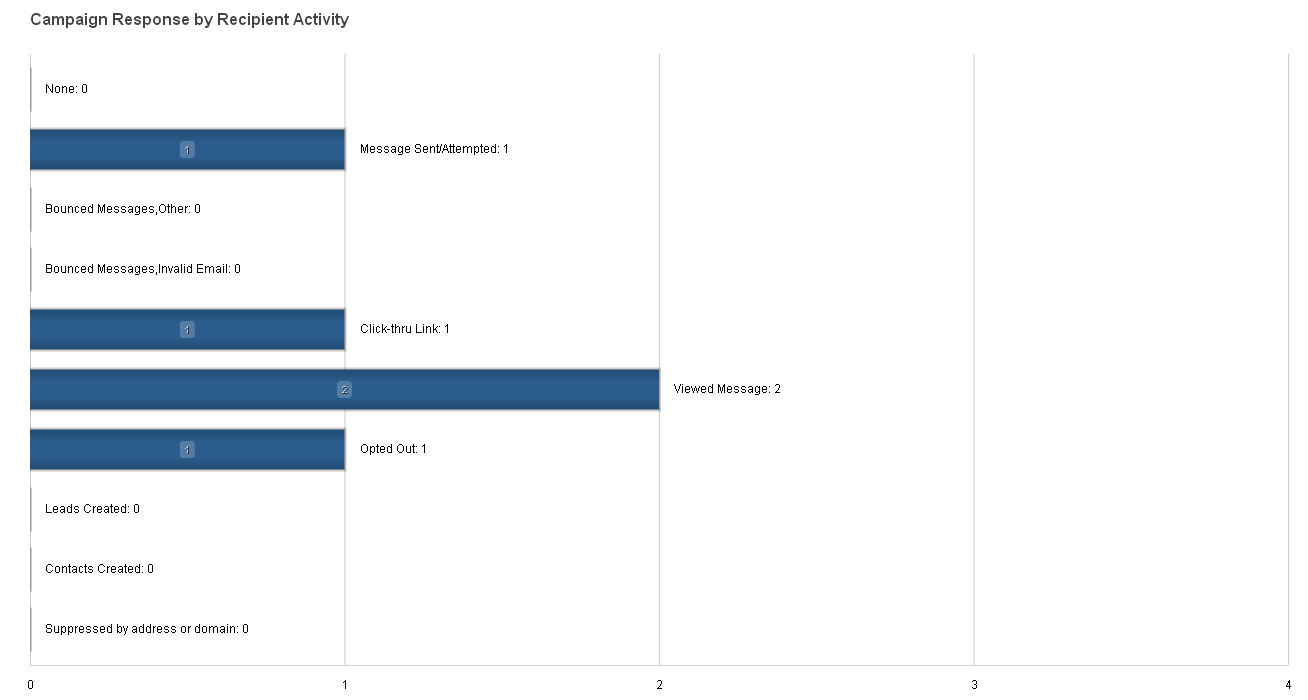 Campaign Response by Recipient Activity
None: 0
1
Message Sent/Attempted: 1
Bounced Messages,Other: 0
Bounced Messages,Invalid Email: 0
1
Click-thru Link: 1
2
Viewed Message: 2
1
Opted Out: 1
Leads Created: 0
Contacts Created: 0
Suppressed by address or domain: 0
0 1 2 3 4